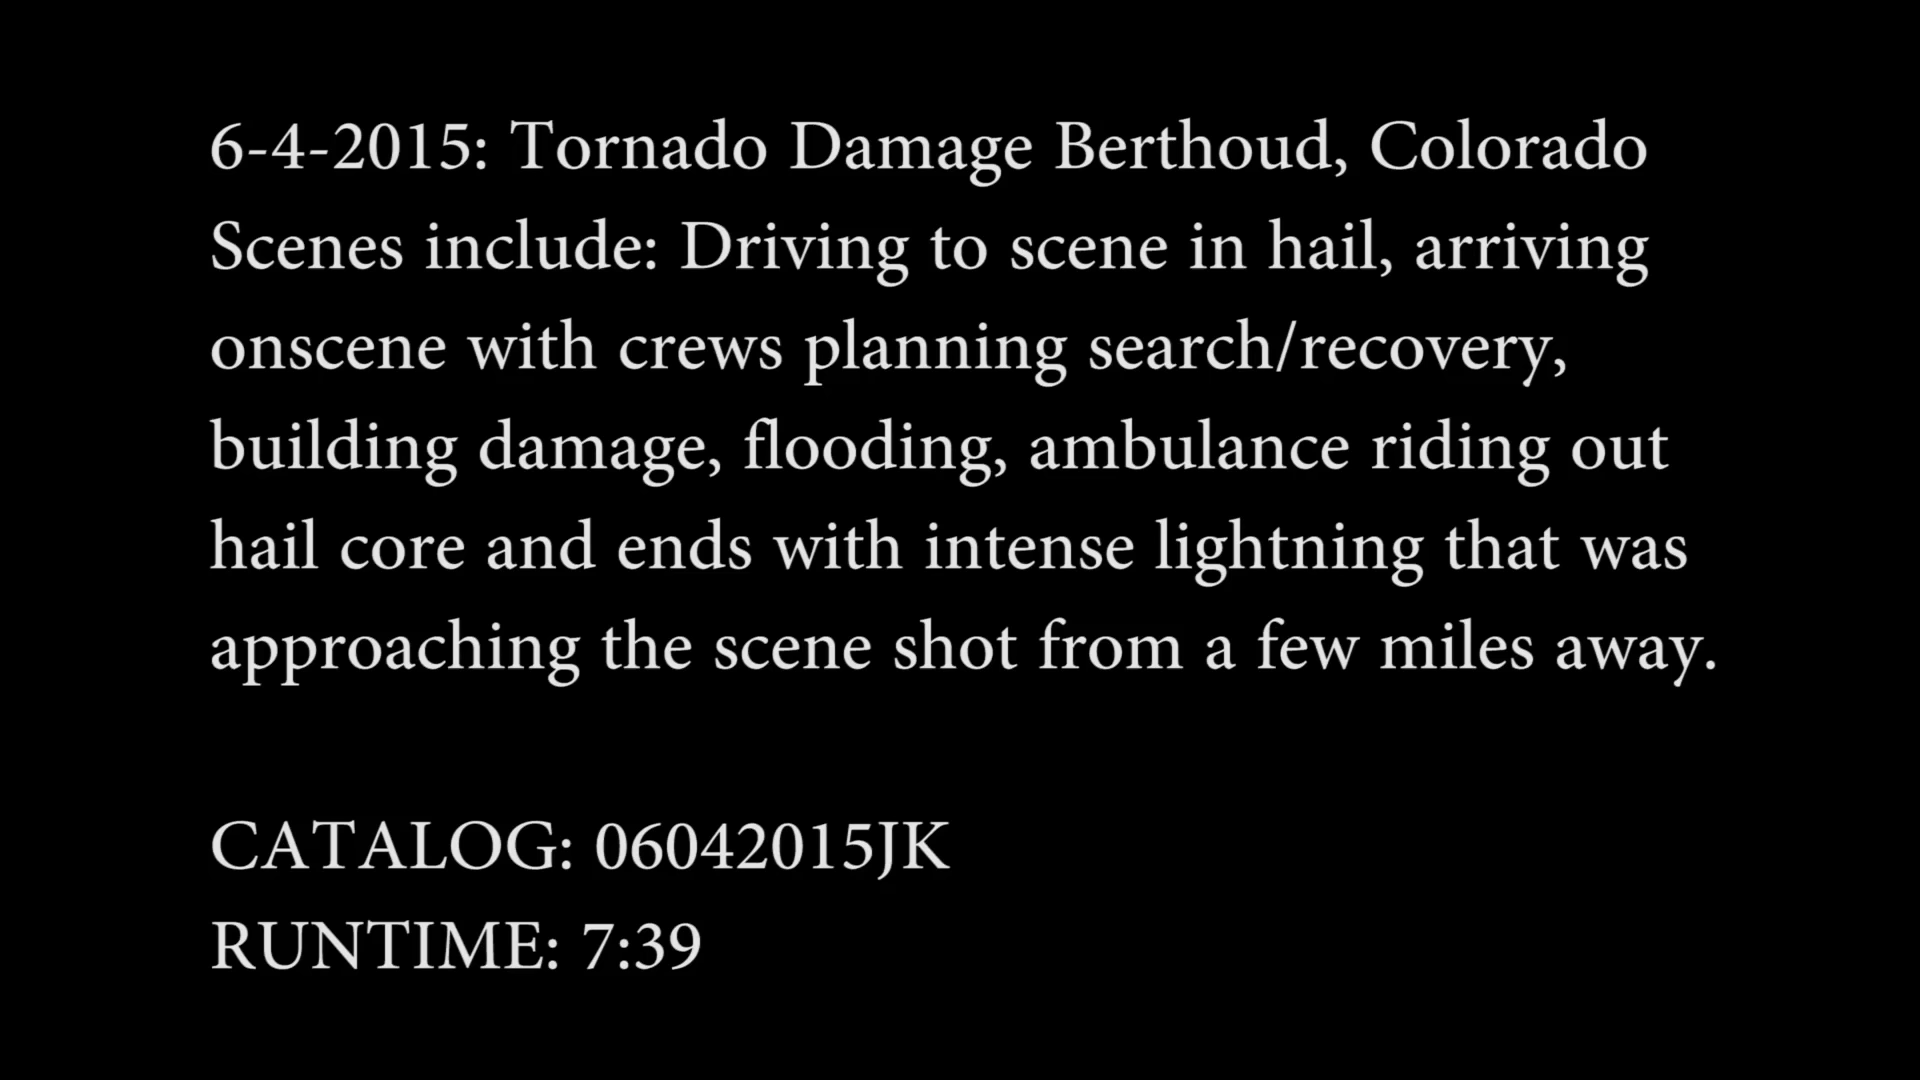 6-4-2015: Tornado Damage Berthoud, Colorado
Scenes include: Driving to scene in hail, arriving
onscene with crews planning search/recovery,
building damage, flooding, ambulance riding out
hail core and ends with intense lightning that was
approaching the scene shot from a few miles away.
CATALOG: 06042015JK
RUNTIME: 7:39